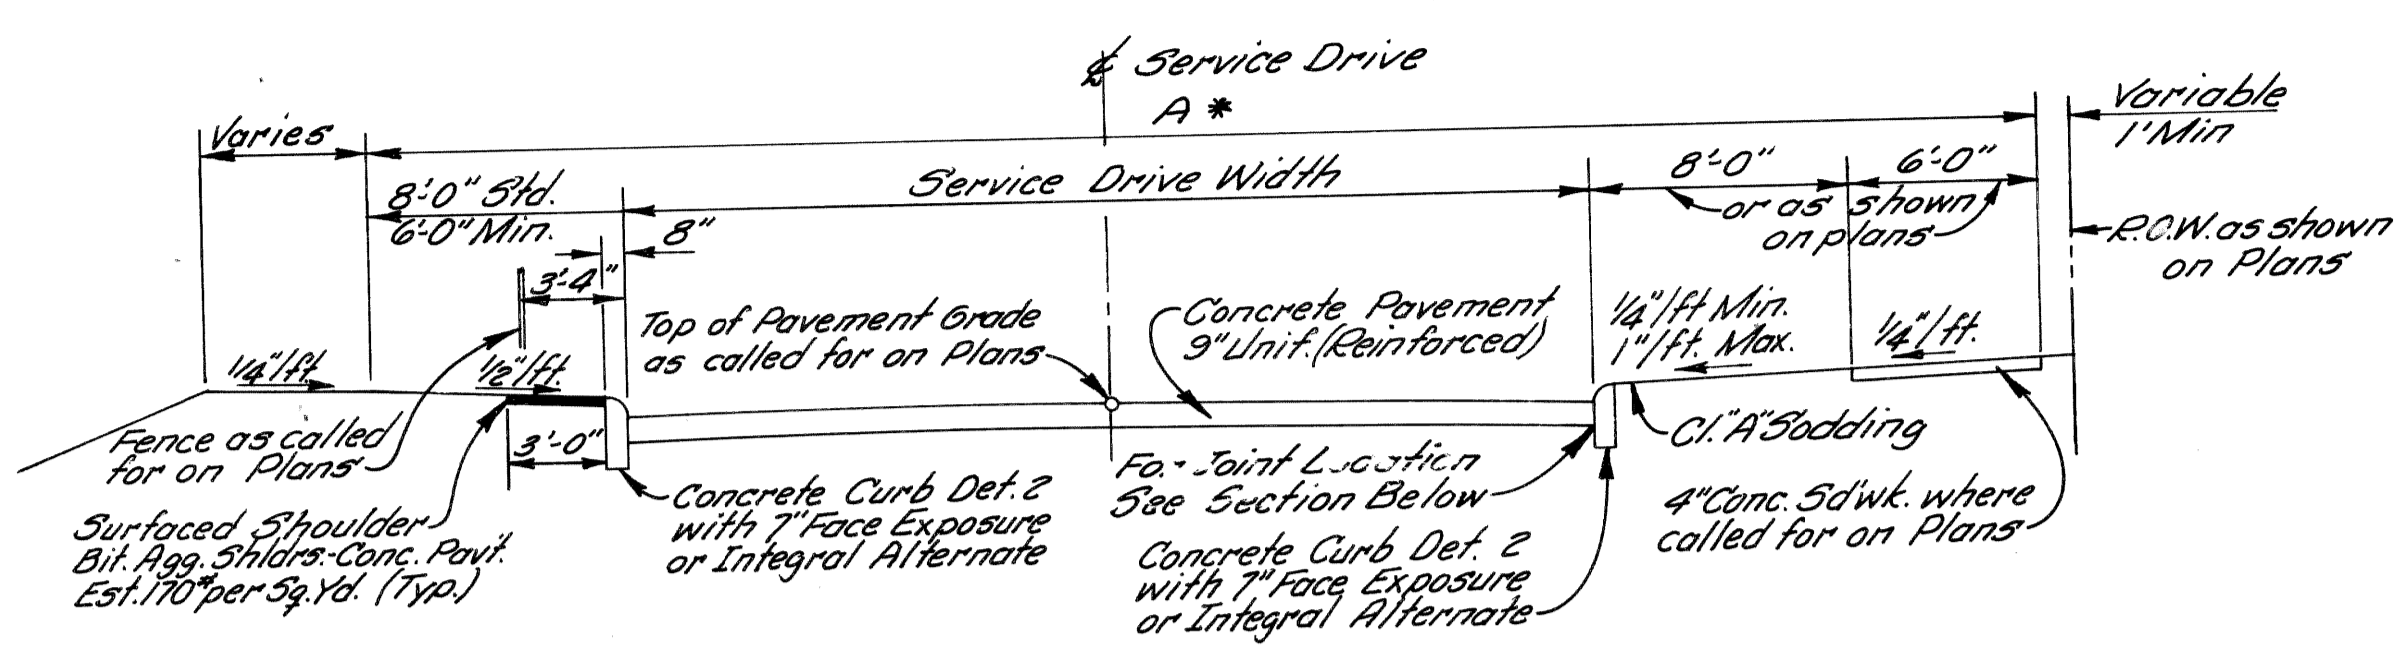 ℄ Service Drive
A *
Varies
Variable
1' Min
8'-0" Std.
6'-0" Min.
Service Drive Width
8'-0"
6'-0"
or as shown
on plans
R.O.W. as shown
on Plans
8"
3'-4"
Top of Pavement Grade
as called for on Plans
Concrete Pavement
9" Unif. (Reinforced)
1/4"/ft Min.
1"/ft. Max.
1/4"/ft.
1/4"/ft.
1/2"/ft.
Fence as called
for on Plans
3'-0"
Surfaced Shoulder
Bit. Agg. Shldrs.-Conc. Pavt.
Est. 170# per Sq. Yd. (Typ.)
Concrete Curb Det. 2
with 7" Face Exposure
or Integral Alternate
For Joint Location
See Section Below
Concrete Curb Det. 2
with 7" Face Exposure
or Integral Alternate
Cl. "A" Sodding
4" Conc. Sd'wk. where
called for on Plans